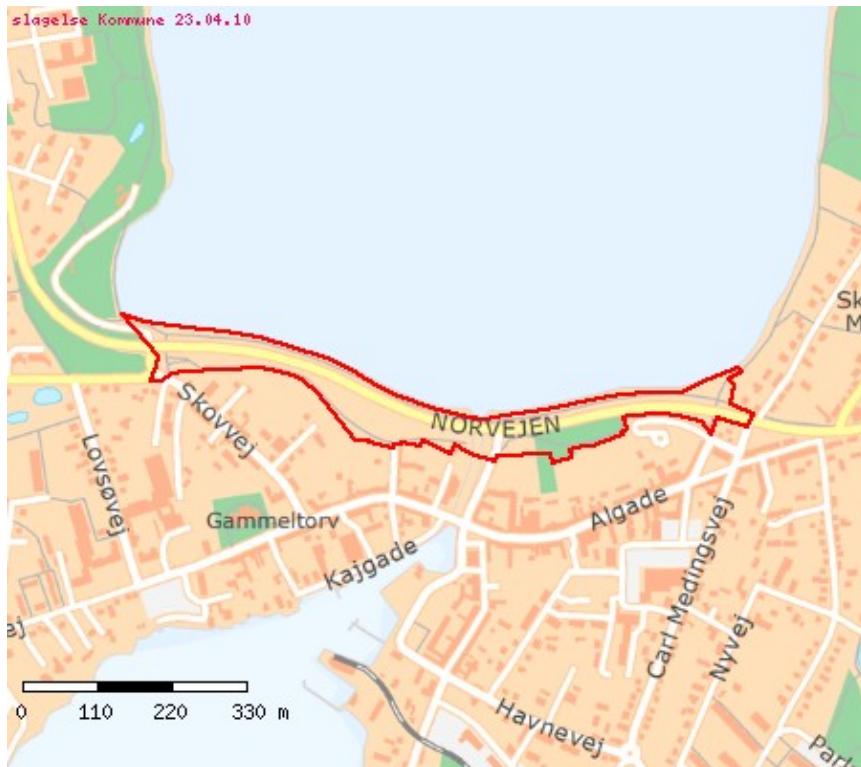 slagelse Kommune 23.04.10
Sk
M
NORVEJEN
Skovvej
Lovsøvej
Gammeltorv
Algade
Kajgade
Carl Medingsvej
Nyvej
ej
0 110 220 330 m
Havnevej
Park